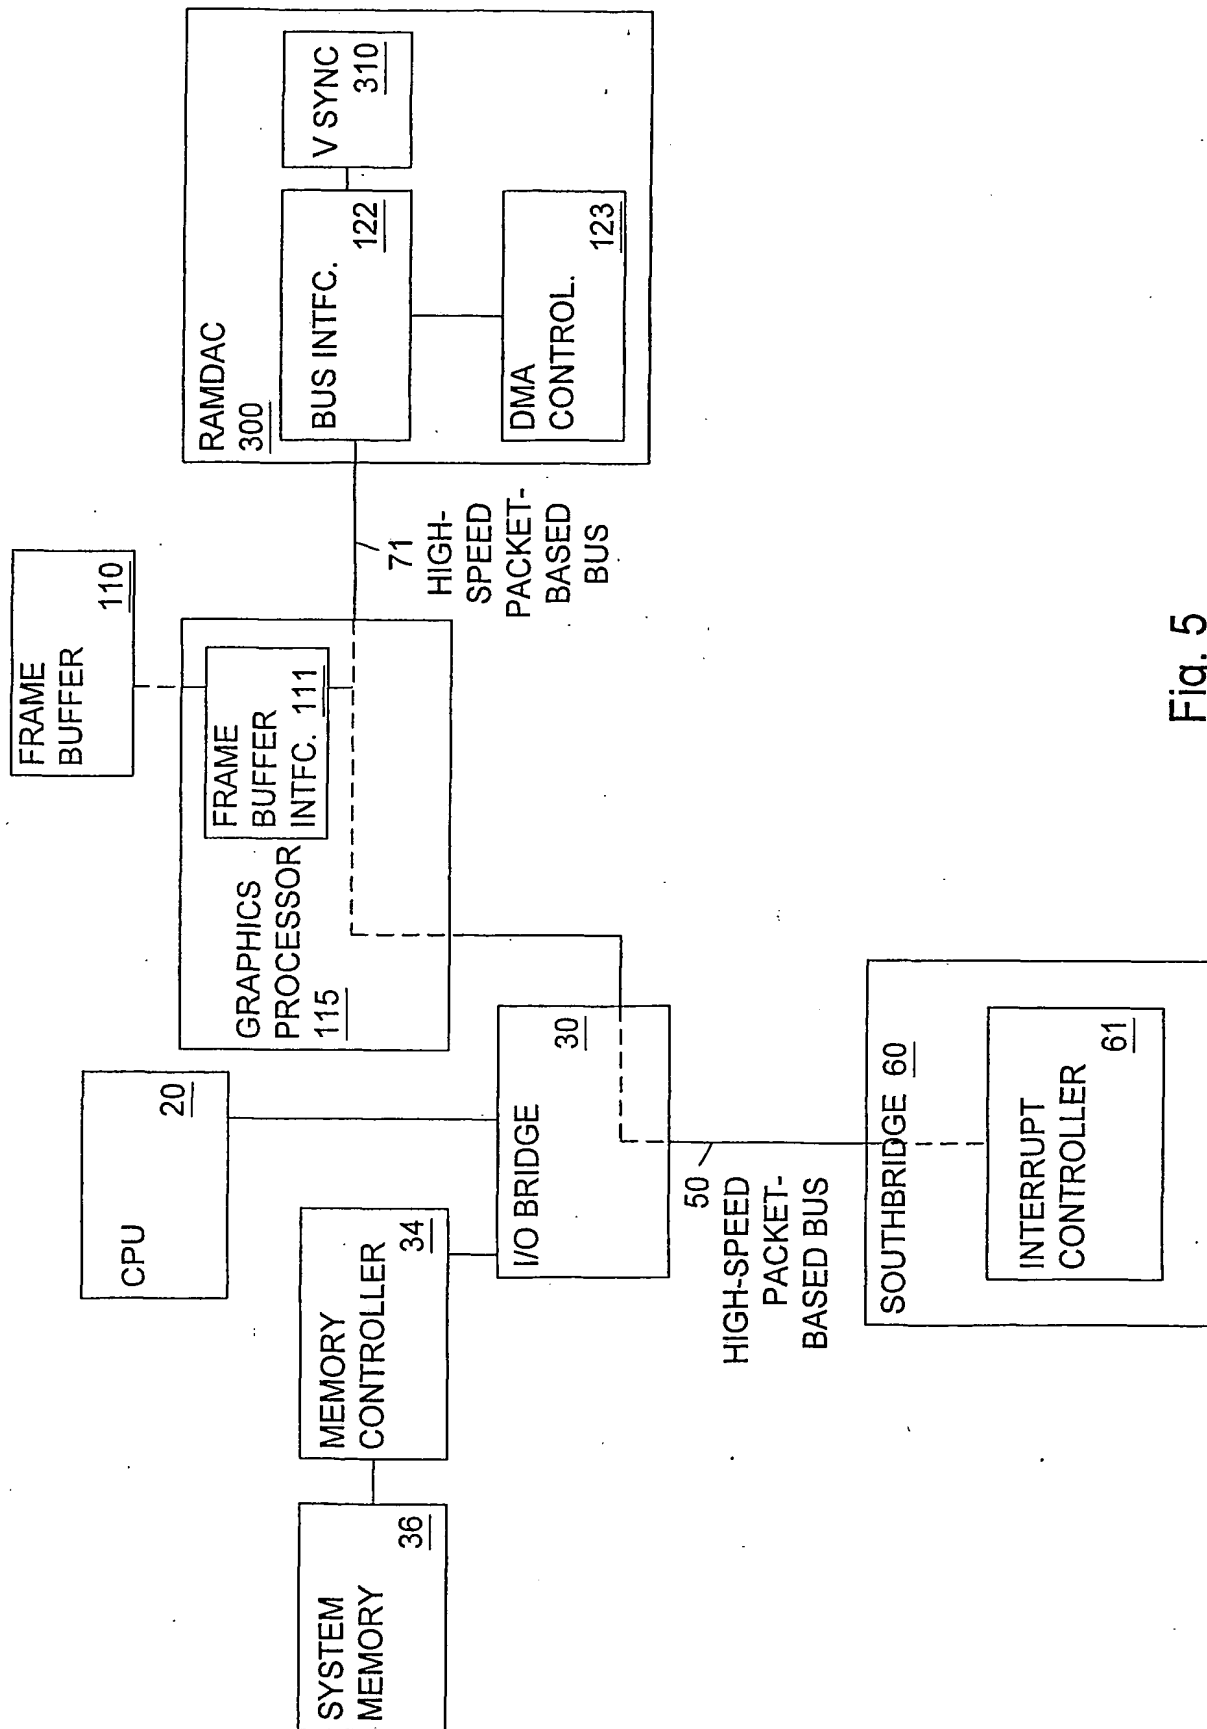 SYSTEM
MEMORY
36
MEMORY
CONTROLLER
34
CPU
20
I/O BRIDGE
30
50
HIGH-SPEED
PACKET-
BASED BUS
SOUTHBRIDGE 60
INTERRUPT
CONTROLLER
61
GRAPHICS
PROCESSOR
115
FRAME
BUFFER
INTFC. 111
FRAME
BUFFER
110
71
HIGH-
SPEED
PACKET-
BASED
BUS
RAMDAC
300
BUS INTFC.
122
V SYNC
310
DMA
CONTROL.
123
Fig. 5